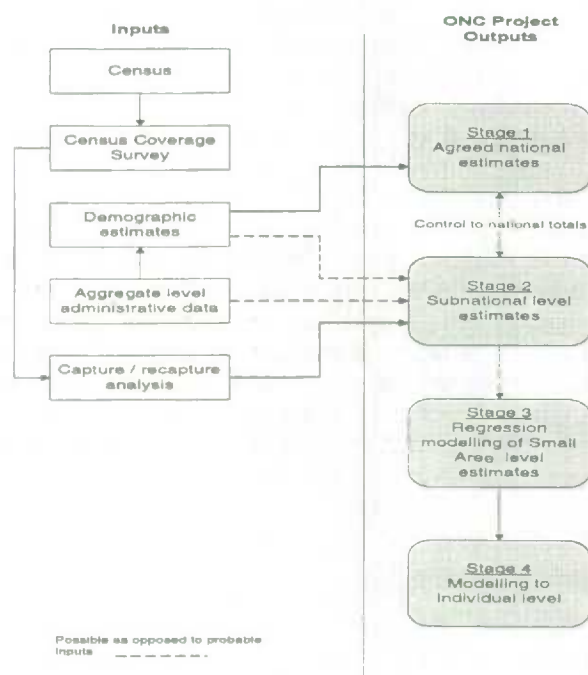 Inputs
Census
Census Coverage
Survey
Demographic
estimates
Aggregate level
administrative data
Capture / recapture
analysis
Possible as opposed to probable
Inputs
ONC Project
Outputs
Stage 1
Agreed national
estimates
Control to national totals
Stage 2
Subnational level
estimates
Stage 3
Regression
modelling of Small
Area level
estimates
Stage 4
Modelling to
Individual level